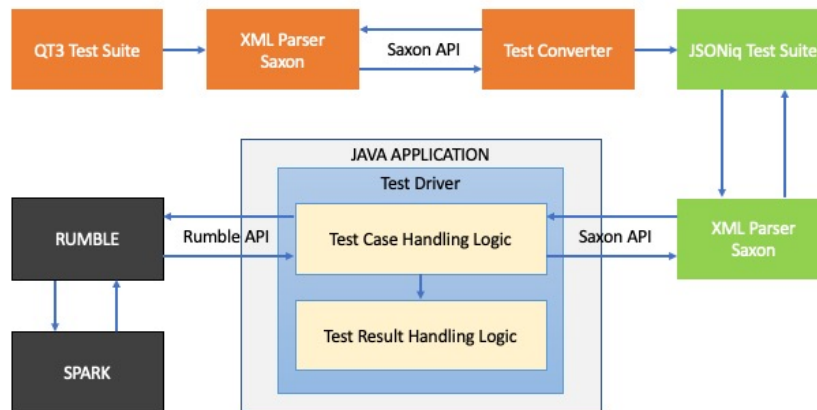 QT3 Test Suite
XML Parser
Saxon
Saxon API
Test Converter
JSONiq Test Suite
JAVA APPLICATION
Test Driver
RUMBLE
Rumble API
Test Case Handling Logic
Saxon API
XML Parser
Saxon
Test Result Handling Logic
SPARK